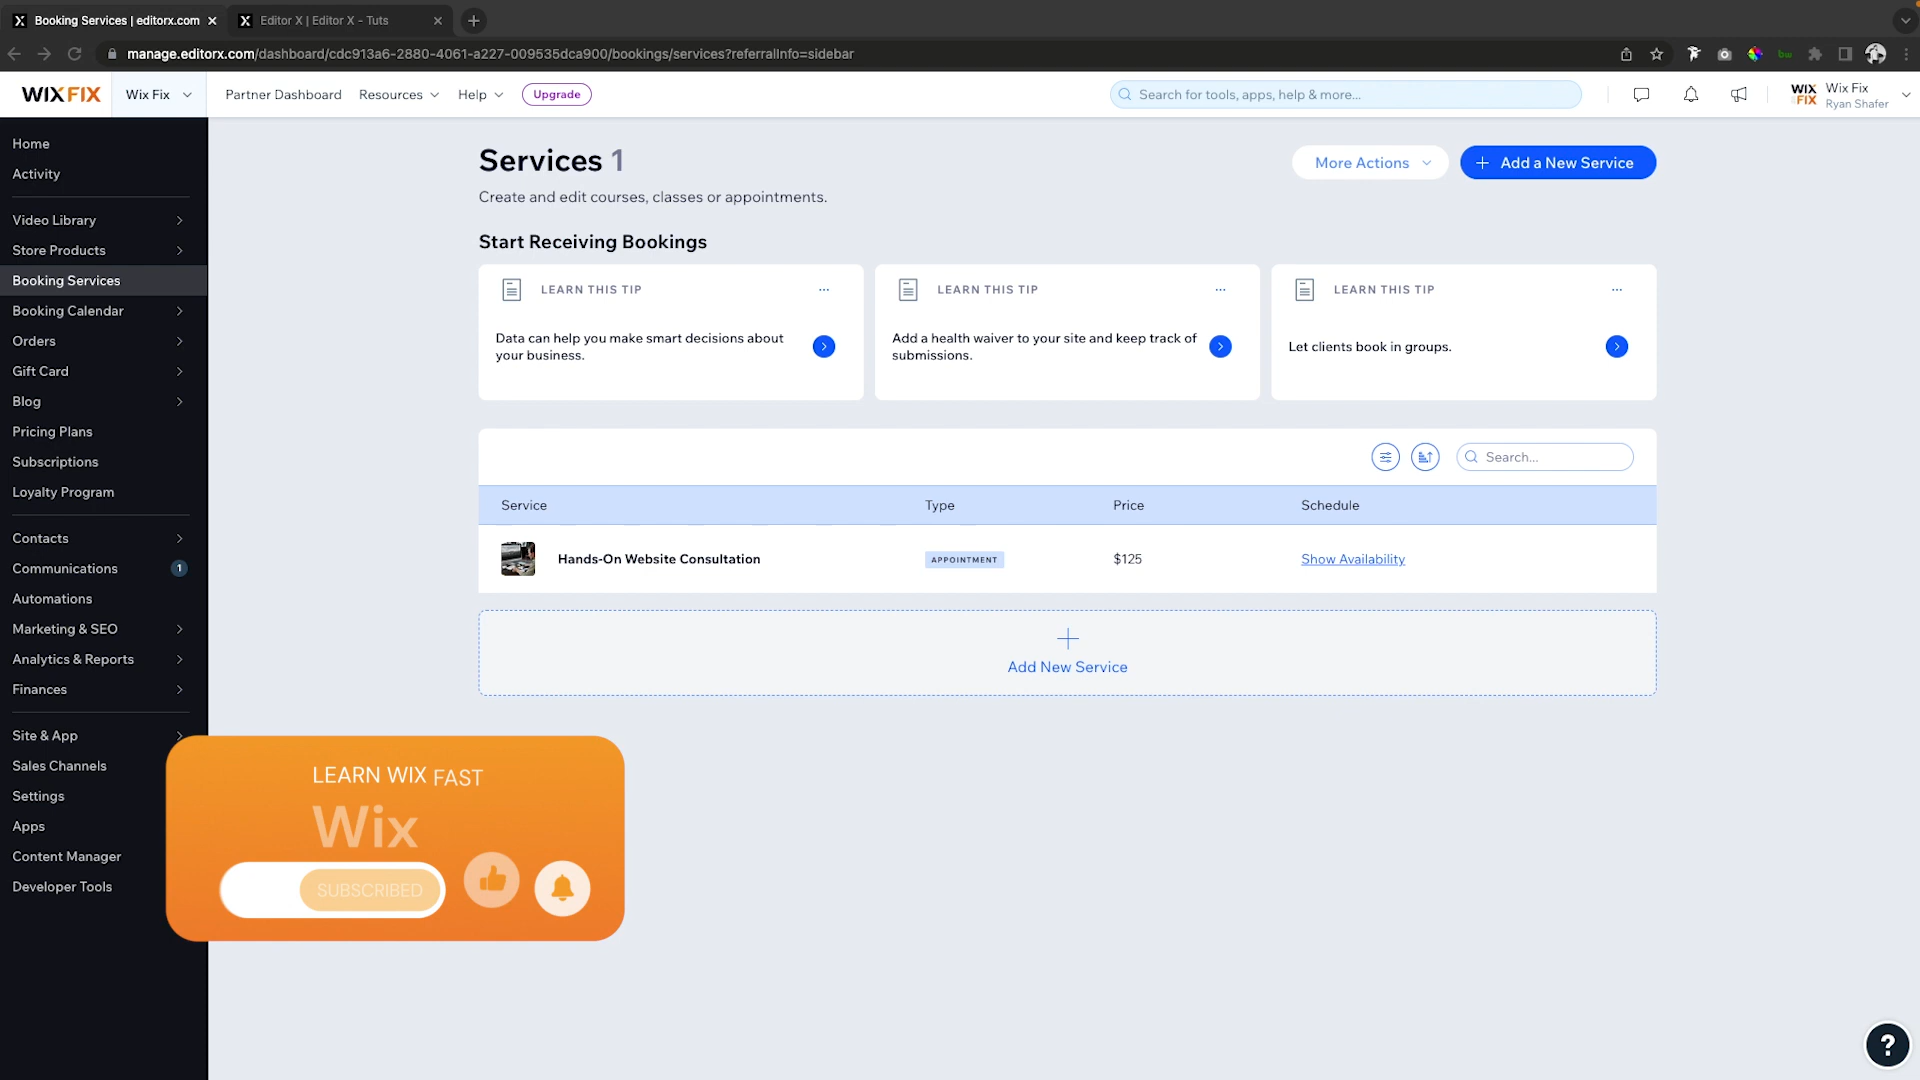 Booking Services | editorx.com
Editor X | Editor X - Tuts
manage.editorx.com/dashboard/cdc913a6-2880-4061-a227-009535dca900/bookings/services?referralInfo=sidebar
bw
WIXFIX
Wix Fix
Partner Dashboard
Resources
Help
Upgrade
Search for tools, apps, help & more...
WIX FIX
Wix Fix
Ryan Shafer
Home
Activity
Video Library
Store Products
Booking Services
Booking Calendar
Orders
Gift Card
Blog
Pricing Plans
Subscriptions
Loyalty Program
Contacts
Communications 1
Automations
Marketing & SEO
Analytics & Reports
Finances
Site & App
Sales Channels
Settings
Apps
Content Manager
Developer Tools
Services 1
More Actions
+ Add a New Service
Create and edit courses, classes or appointments.
Start Receiving Bookings
LEARN THIS TIP
Data can help you make smart decisions about
your business.
LEARN THIS TIP
Add a health waiver to your site and keep track of
submissions.
LEARN THIS TIP
Let clients book in groups.
Search...
Service Type Price Schedule
Hands-On Website Consultation APPOINTMENT $125 Show Availability
Add New Service
LEARN WIX FAST
Wix
SUBSCRIBED
?